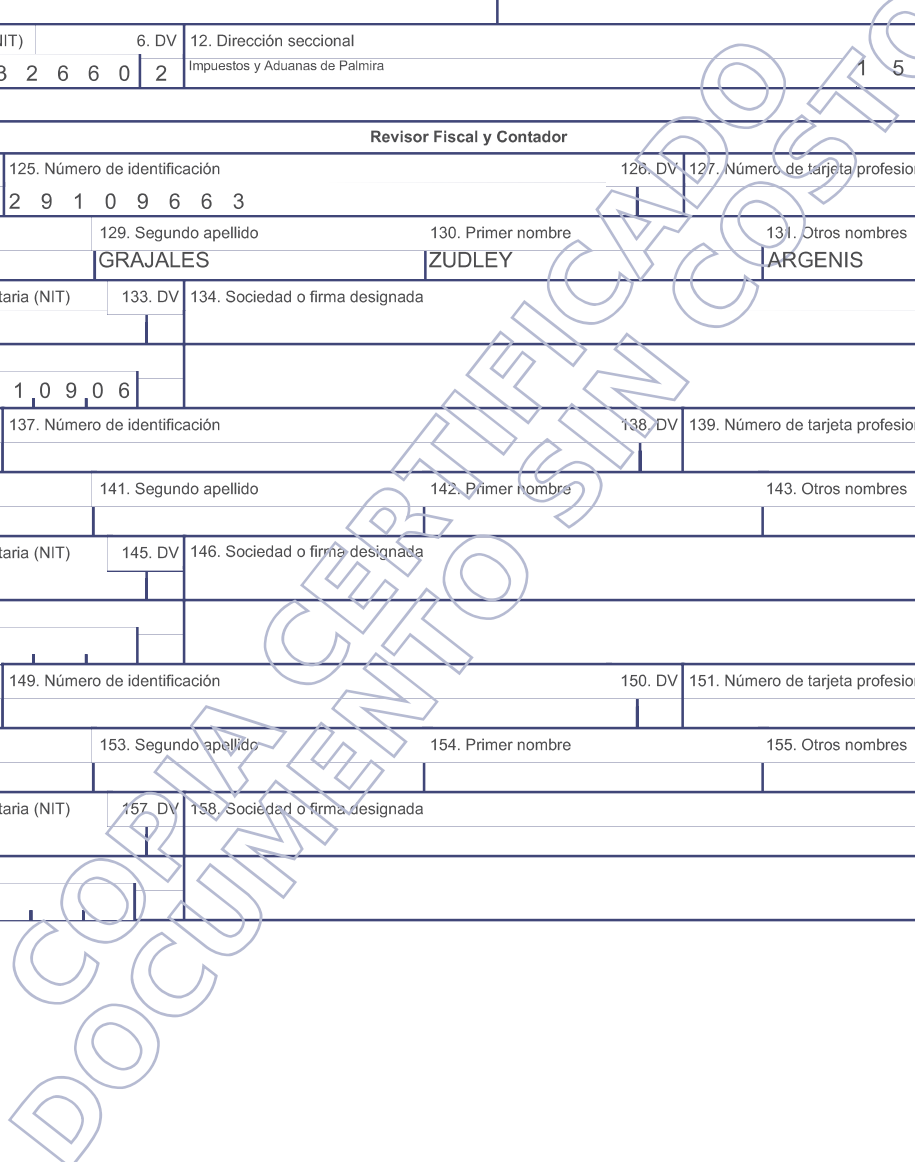 NIT) 6. DV 12. Dirección seccional
3 2 6 6 0 2 Impuestos y Aduanas de Palmira 1 5
Revisor Fiscal y Contador
125. Número de identificación 126. DV 127. Número de tarjeta profesion
2 9 1 0 9 6 6 3
129. Segundo apellido 130. Primer nombre 131. Otros nombres
GRAJALES ZUDLEY ARGENIS
taria (NIT) 133. DV 134. Sociedad o firma designada
1 0 9 0 6
137. Número de identificación 138. DV 139. Número de tarjeta profesion
141. Segundo apellido 142. Primer nombre 143. Otros nombres
taria (NIT) 145. DV 146. Sociedad o firma designada
149. Número de identificación 150. DV 151. Número de tarjeta profesion
153. Segundo apellido 154. Primer nombre 155. Otros nombres
taria (NIT) 157. DV 158. Sociedad o firma designada
COPIA CERTIFICADO
DOCUMENTO SIN COSTO